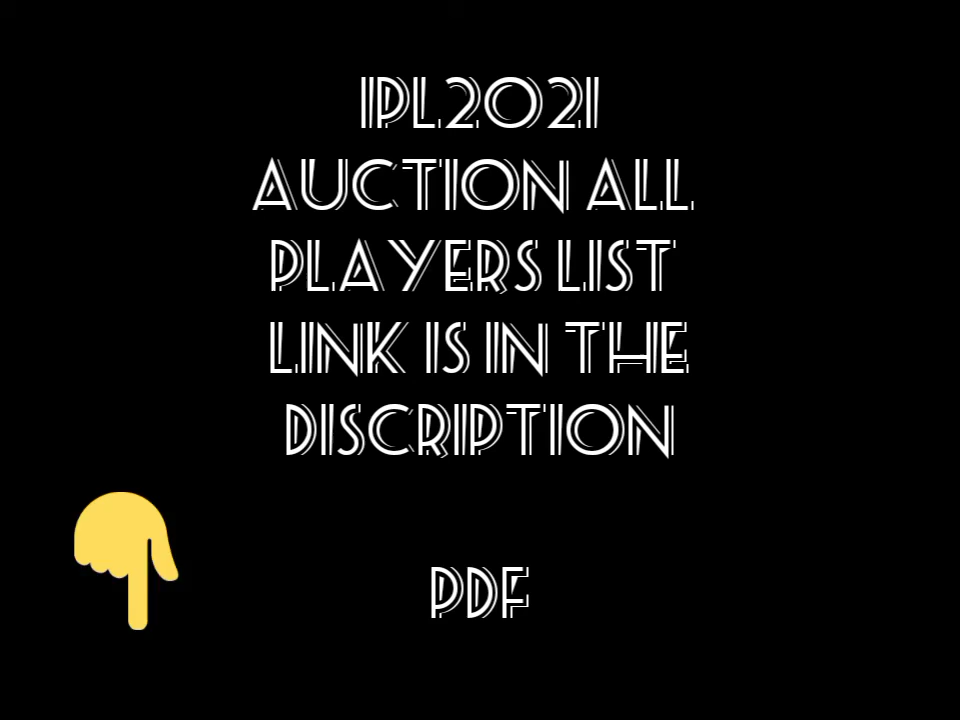 IPL2021
AUCTION ALL
PLAYERS LIST
LINK IS IN THE
DISCRIPTION
PDF